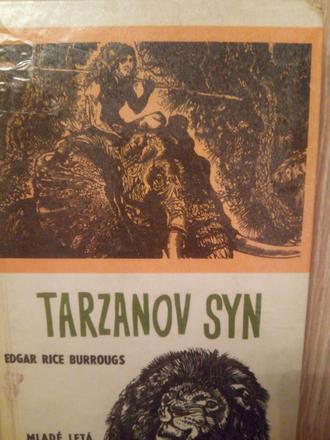 TARZANOV SYN
EDGAR RICE BURROUGS
MLADÉ LETÁ